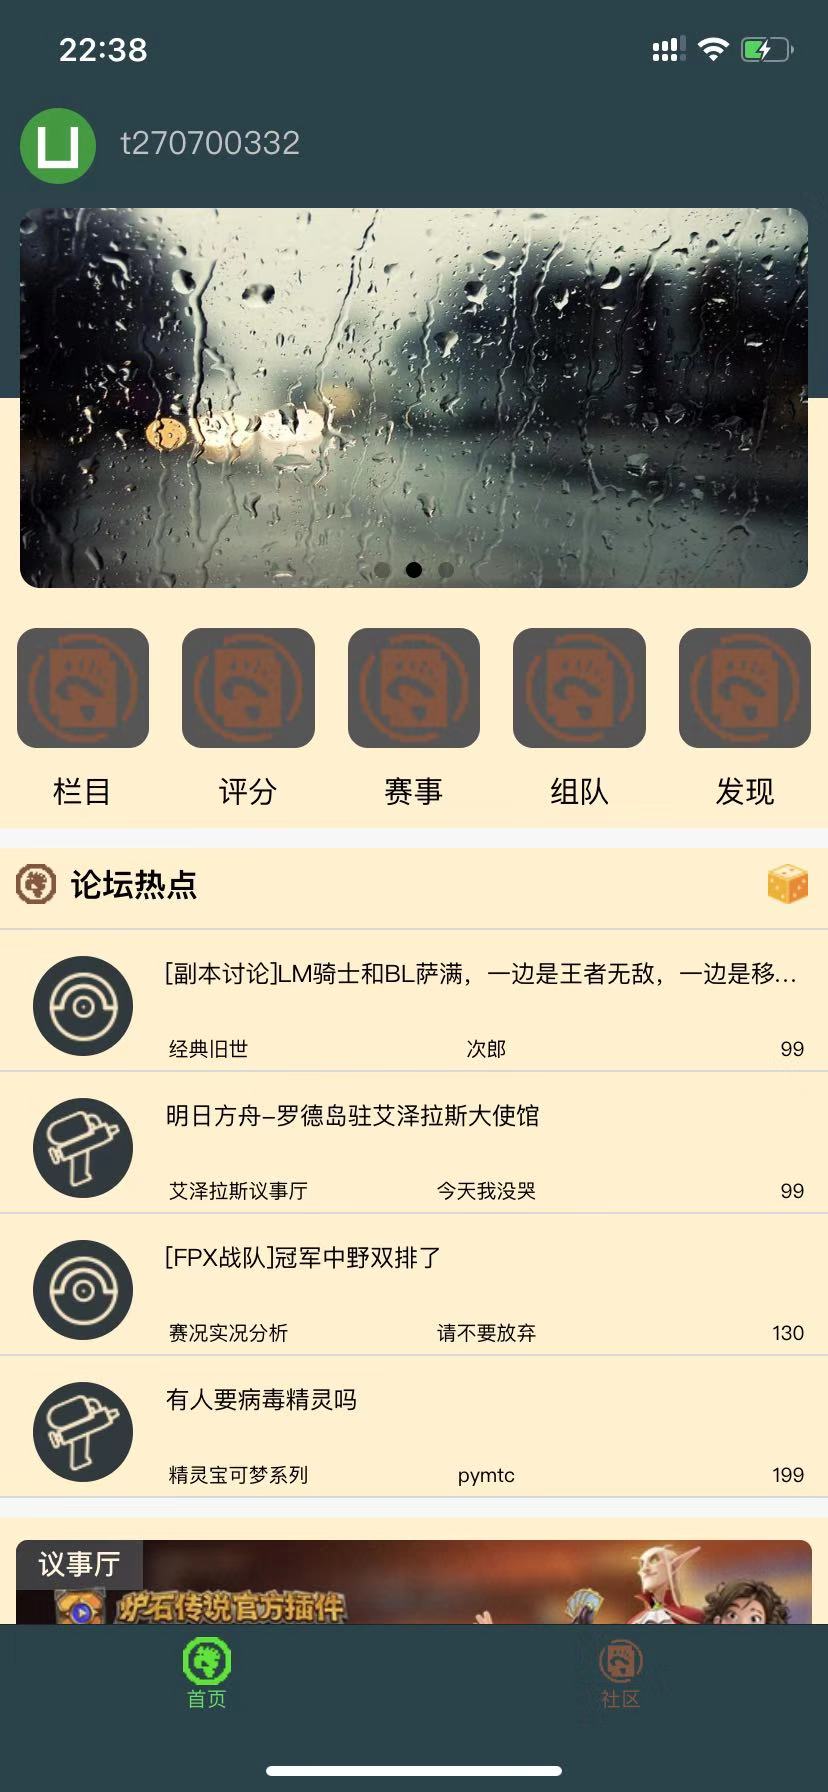 22:38
t270700332
栏目 评分 赛事 组队 发现
论坛热点
[副本讨论]LM骑士和BL萨满，一边是王者无敌，一边是移...
经典旧世 次郎 99
明日方舟-罗德岛驻艾泽拉斯大使馆
艾泽拉斯议事厅 今天我没哭 99
[FPX战队]冠军中野双排了
赛况实况分析 请不要放弃 130
有人要病毒精灵吗
精灵宝可梦系列 pymtc 199
议事厅
炉石传说官方插件
首页 社区